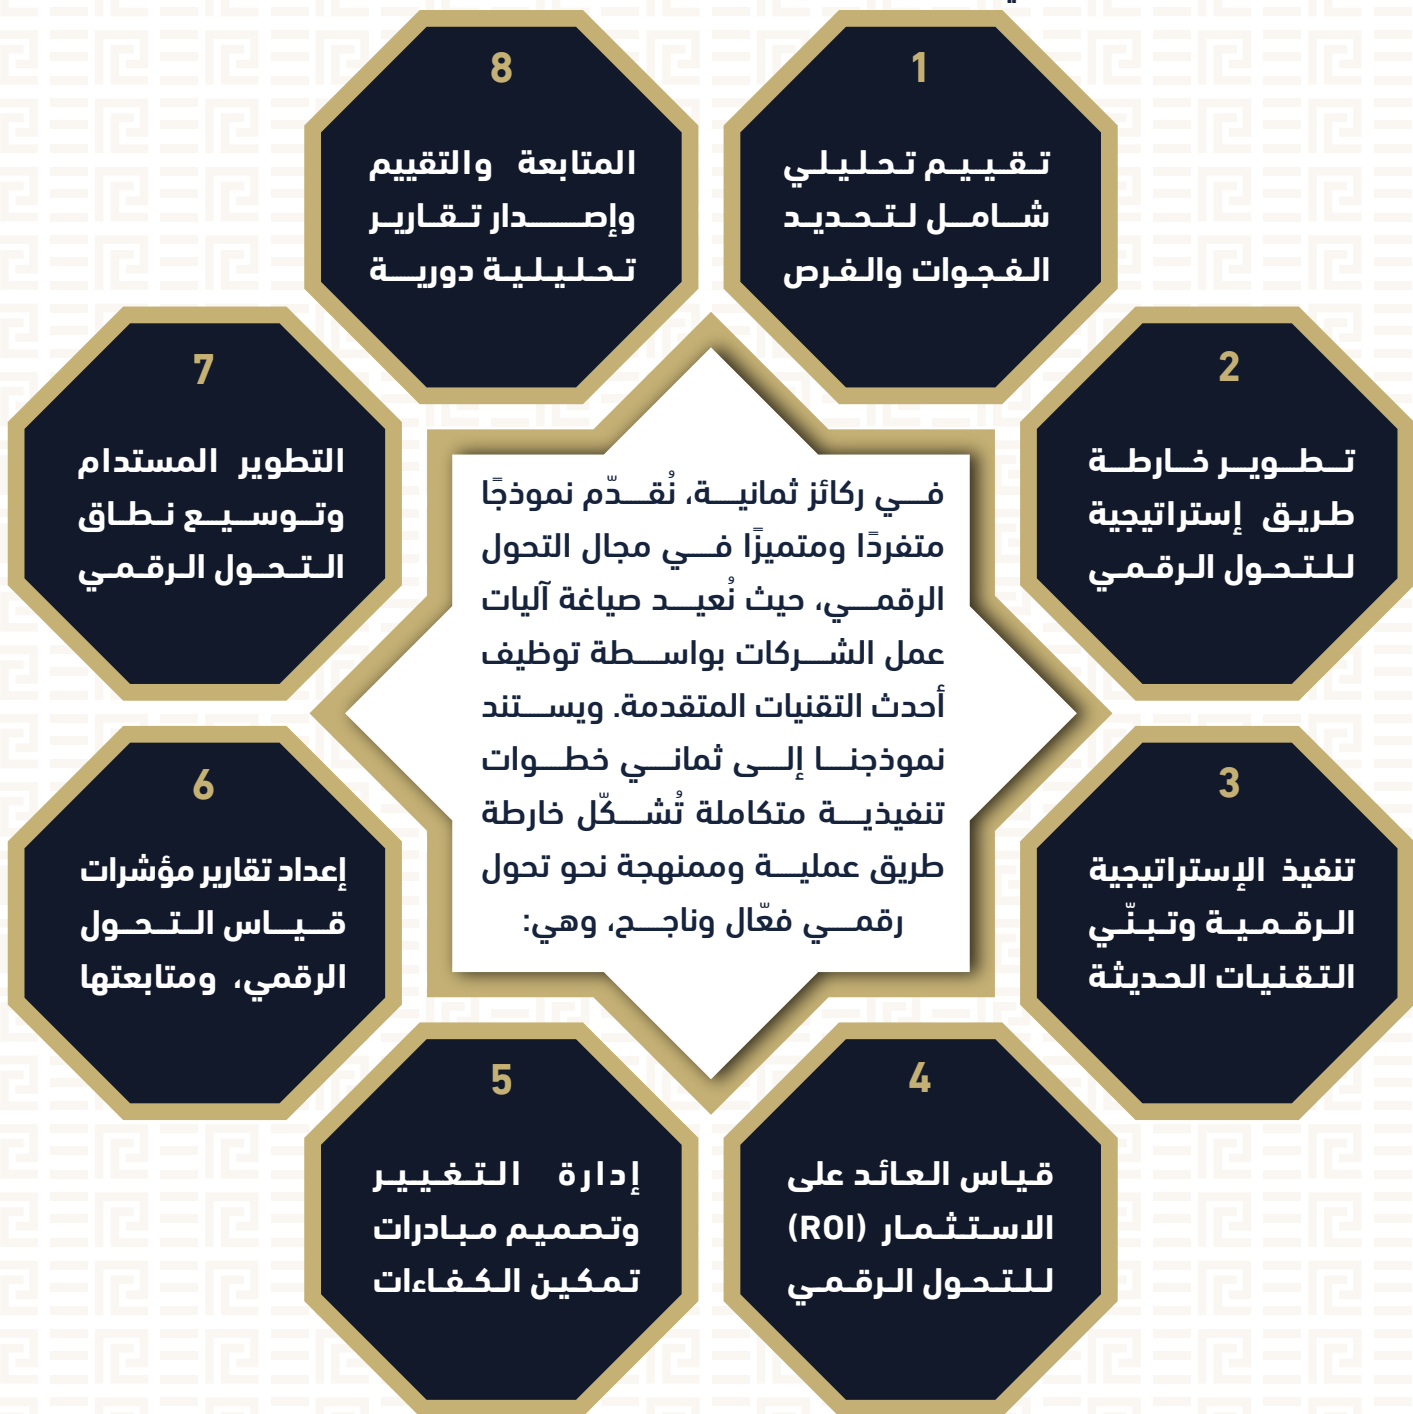 1
تقييم تحليلي
شامل لتحديد
الفجوات والفرص
2
تطوير خارطة
طريق إستراتيجية
للتحول الرقمي
3
تنفيذ الإستراتيجية
الرقمية وتبنّي
التقنيات الحديثة
4
قياس العائد على
الاستثمار (ROI)
للتحول الرقمي
5
إدارة التغيير
وتصميم مبادرات
تمكين الكفاءات
6
إعداد تقارير مؤشرات
قياس التحول
الرقمي، ومتابعتها
7
التطوير المستدام
وتوسيع نطاق
التحول الرقمي
8
المتابعة والتقييم
وإصدار تقارير
تحليلية دورية
في ركائز ثمانية، نُقدّم نموذجًا
متفردًا ومتميزًا في مجال التحول
الرقمي، حيث نُعيد صياغة آليات
عمل الشركات بواسطة توظيف
أحدث التقنيات المتقدمة. ويستند
نموذجنا إلى ثماني خطوات
تنفيذية متكاملة تُشكّل خارطة
طريق عملية وممنهجة نحو تحول
رقمي فعّال وناجح، وهي: